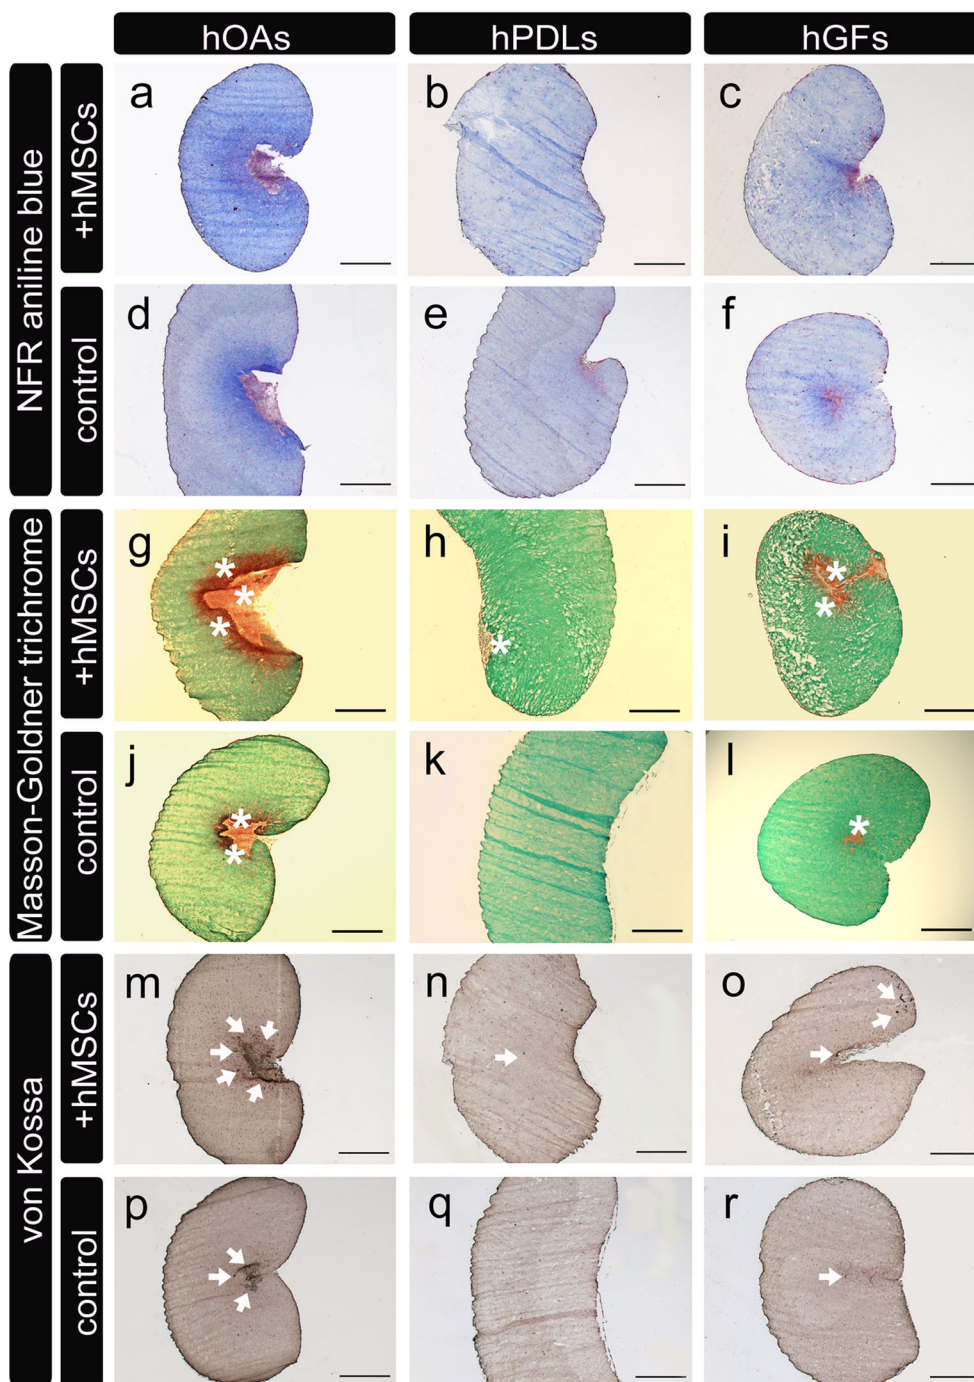 hOAs hPDLs hGFs
NFR aniline blue
+hMSCs
a b c
control
d e f
Masson-Goldner trichrome
+hMSCs
g h i
* * * * * *
control
j k l
* * *
von Kossa
+hMSCs
m n o
control
p q r